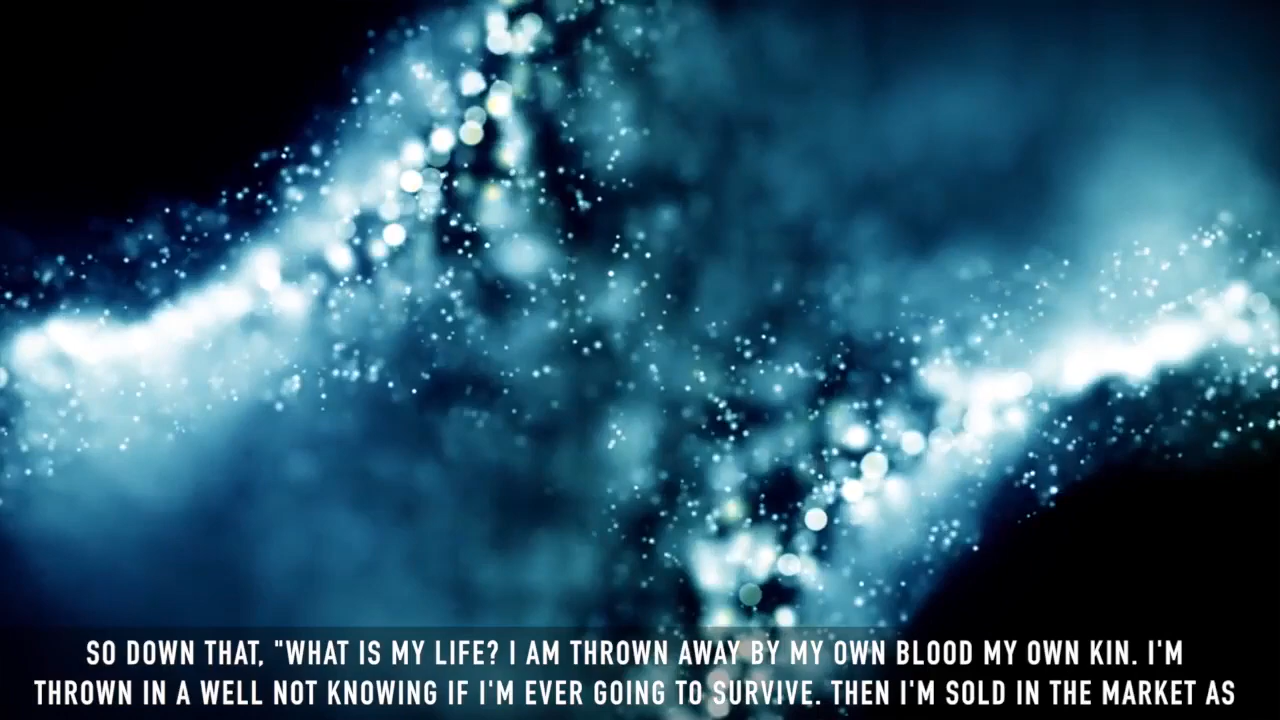 SO DOWN THAT, "WHAT IS MY LIFE? I AM THROWN AWAY BY MY OWN BLOOD MY OWN KIN. I'M
THROWN IN A WELL NOT KNOWING IF I'M EVER GOING TO SURVIVE. THEN I'M SOLD IN THE MARKET AS